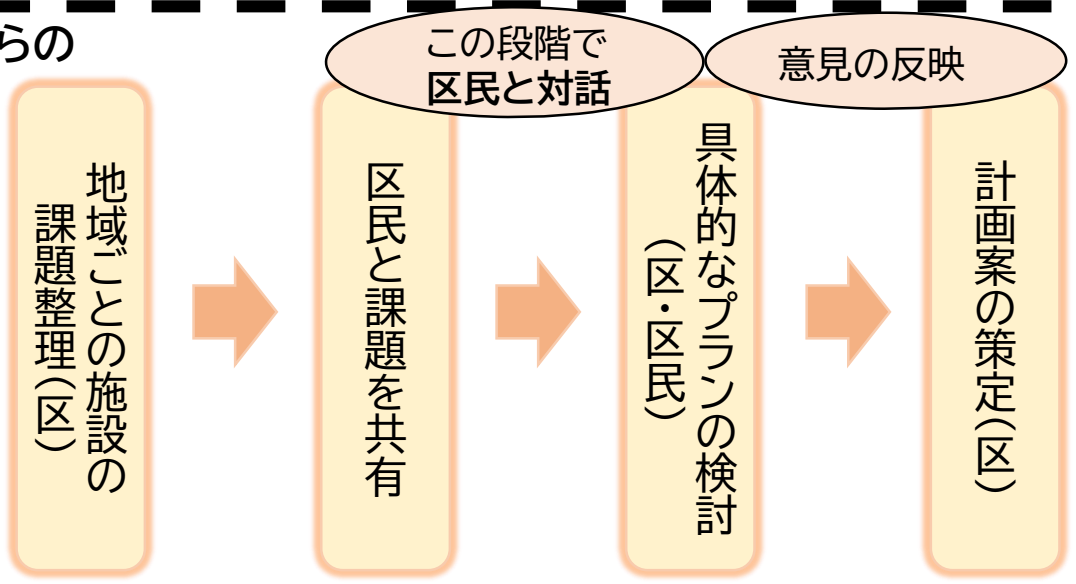 らの
この段階で
区民と対話
意見の反映
地域ごとの施設の
課題整理(区)
区民と課題を共有
具体的なプランの検討
(区・区民)
計画案の策定(区)